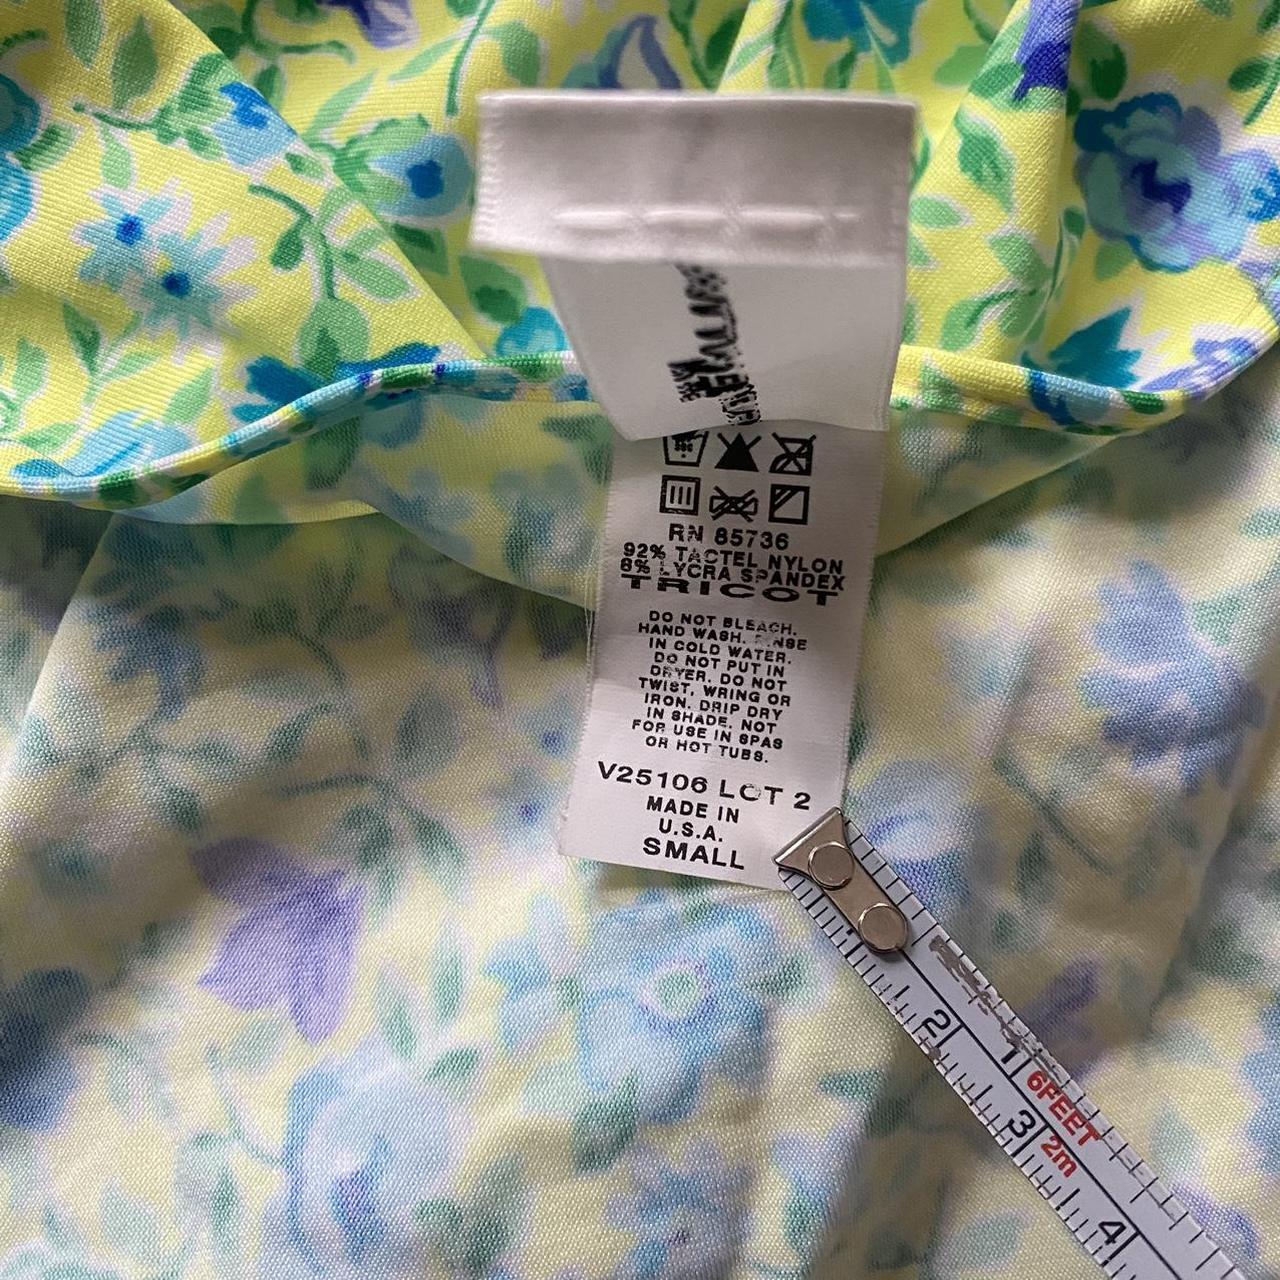 RN 85736
92% TACTEL NYLON
8% LYCRA SPANDEX
TRICOT
DO NOT BLEACH.
HAND WASH. RINSE
IN COLD WATER.
DO NOT PUT IN
DRYER. DO NOT
TWIST, WRING OR
IRON. DRIP DRY
IN SHADE. NOT
FOR USE IN SPAS
OR HOT TUBS.
V25106 LOT 2
MADE IN
U.S.A.
SMALL
2
1
6FEET
3
2m
4